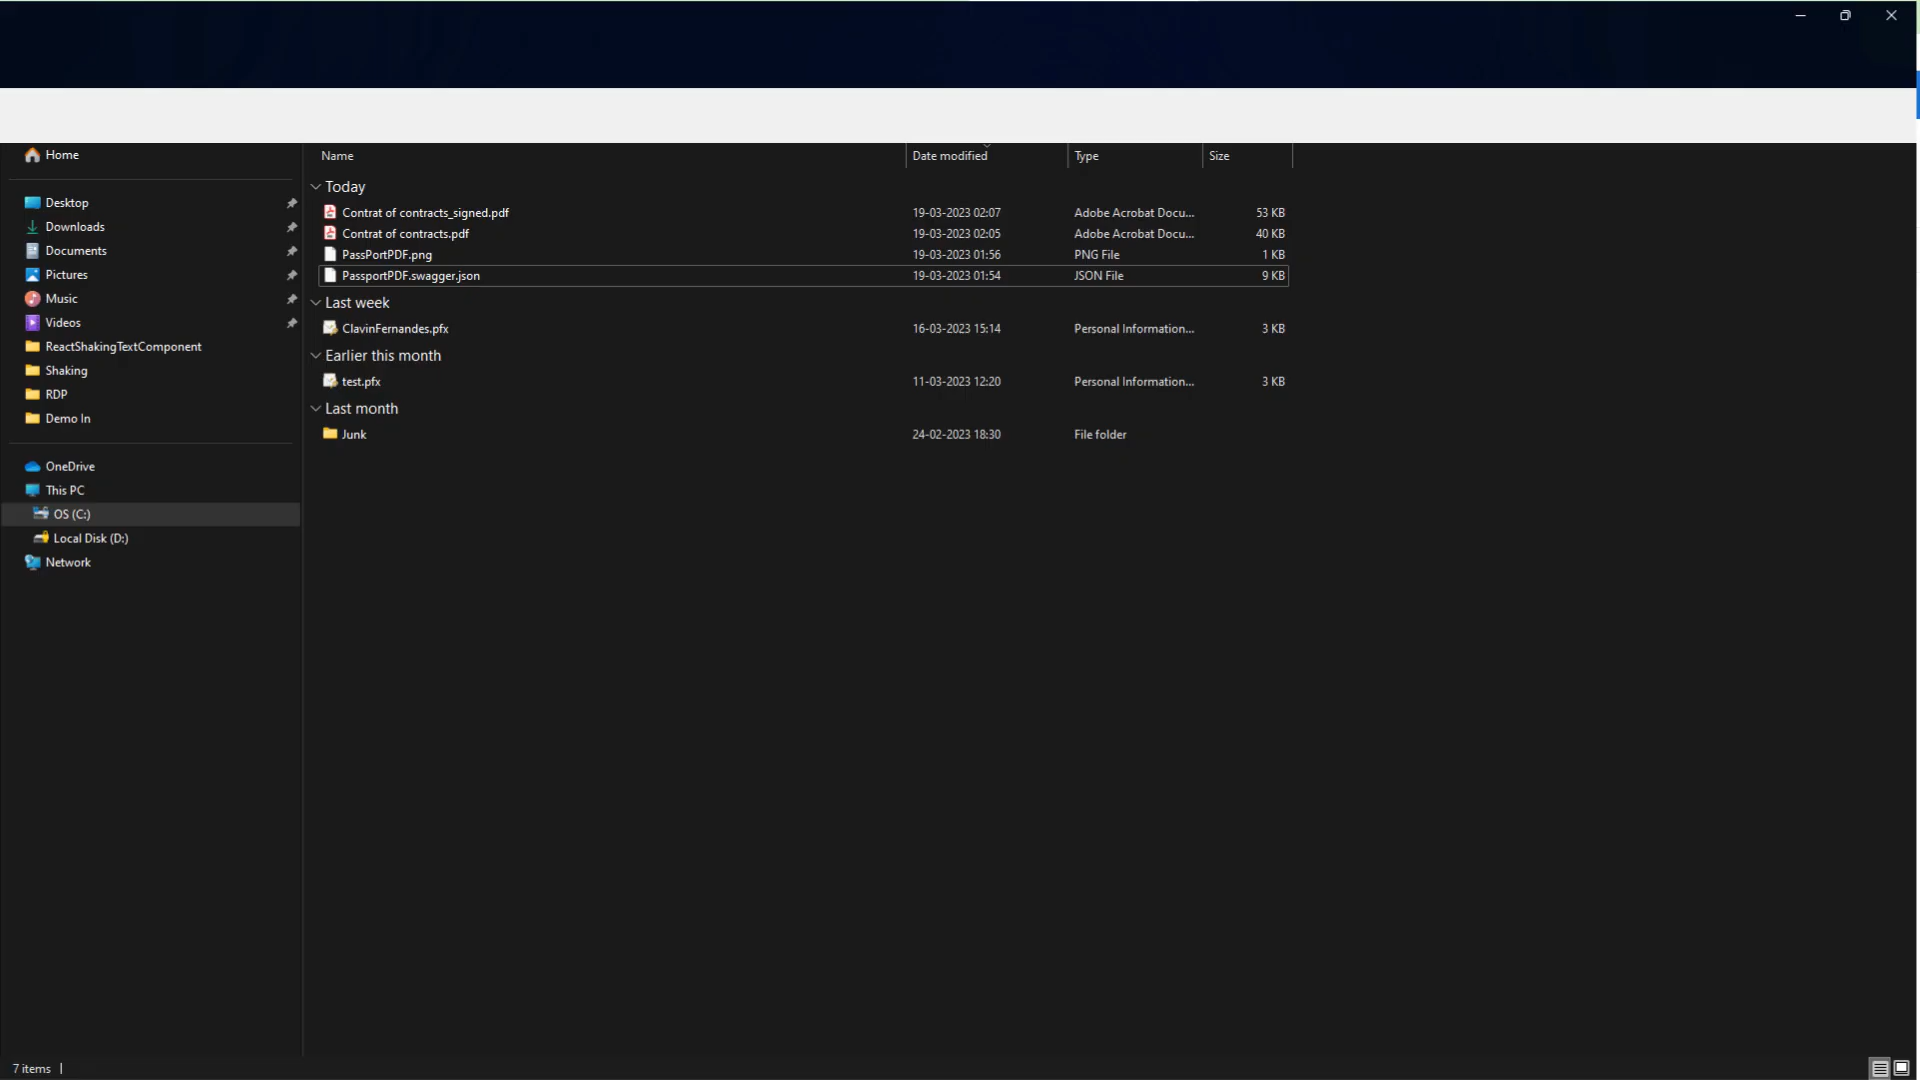 Home
Desktop
Downloads
Documents
Pictures
Music
Videos
ReactShakingTextComponent
Shaking
RDP
Demo In
OneDrive
This PC
OS (C:)
Local Disk (D:)
Network
Name Date modified Type Size
Today
Contrat of contracts_signed.pdf 19-03-2023 02:07 Adobe Acrobat Docu... 53 KB
Contrat of contracts.pdf 19-03-2023 02:05 Adobe Acrobat Docu... 40 KB
PassPortPDF.png 19-03-2023 01:56 PNG File 1 KB
PassportPDF.swagger.json 19-03-2023 01:54 JSON File 9 KB
Last week
ClavinFernandes.pfx 16-03-2023 15:14 Personal Information... 3 KB
Earlier this month
test.pfx 11-03-2023 12:20 Personal Information... 3 KB
Last month
Junk 24-02-2023 18:30 File folder
7 items